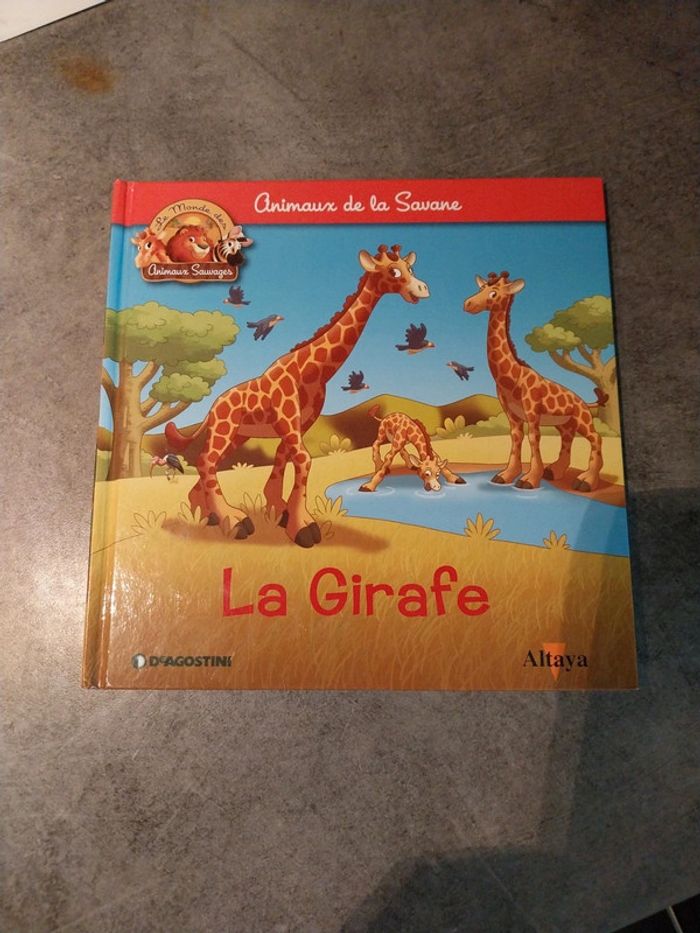 Animaux de la Savane
Le Monde des
Animaux Sauvages
La Girafe
DeAGOSTINI
Altaya